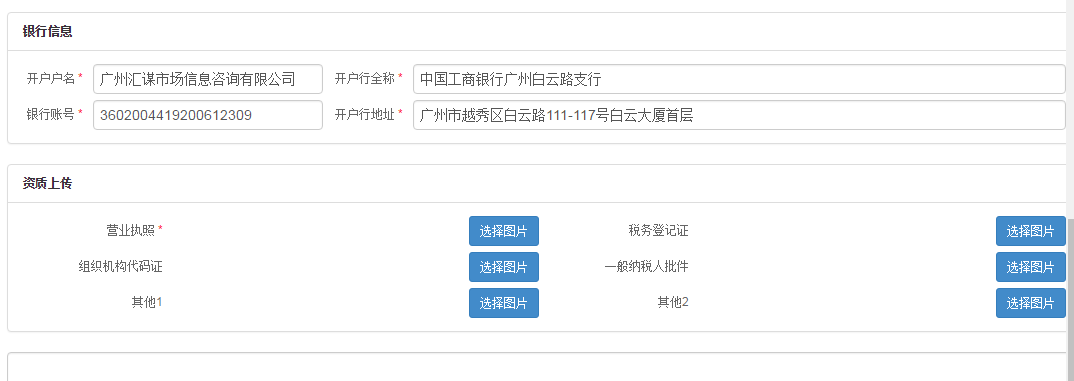 银行信息
开户户名 * 广州汇谋市场信息咨询有限公司 开户行全称 * 中国工商银行广州白云路支行
银行账号 * 3602004419200612309 开户行地址 * 广州市越秀区白云路111-117号白云大厦首层
资质上传
营业执照 * 选择图片 税务登记证 选择图片
组织机构代码证 选择图片 一般纳税人批件 选择图片
其他1 选择图片 其他2 选择图片